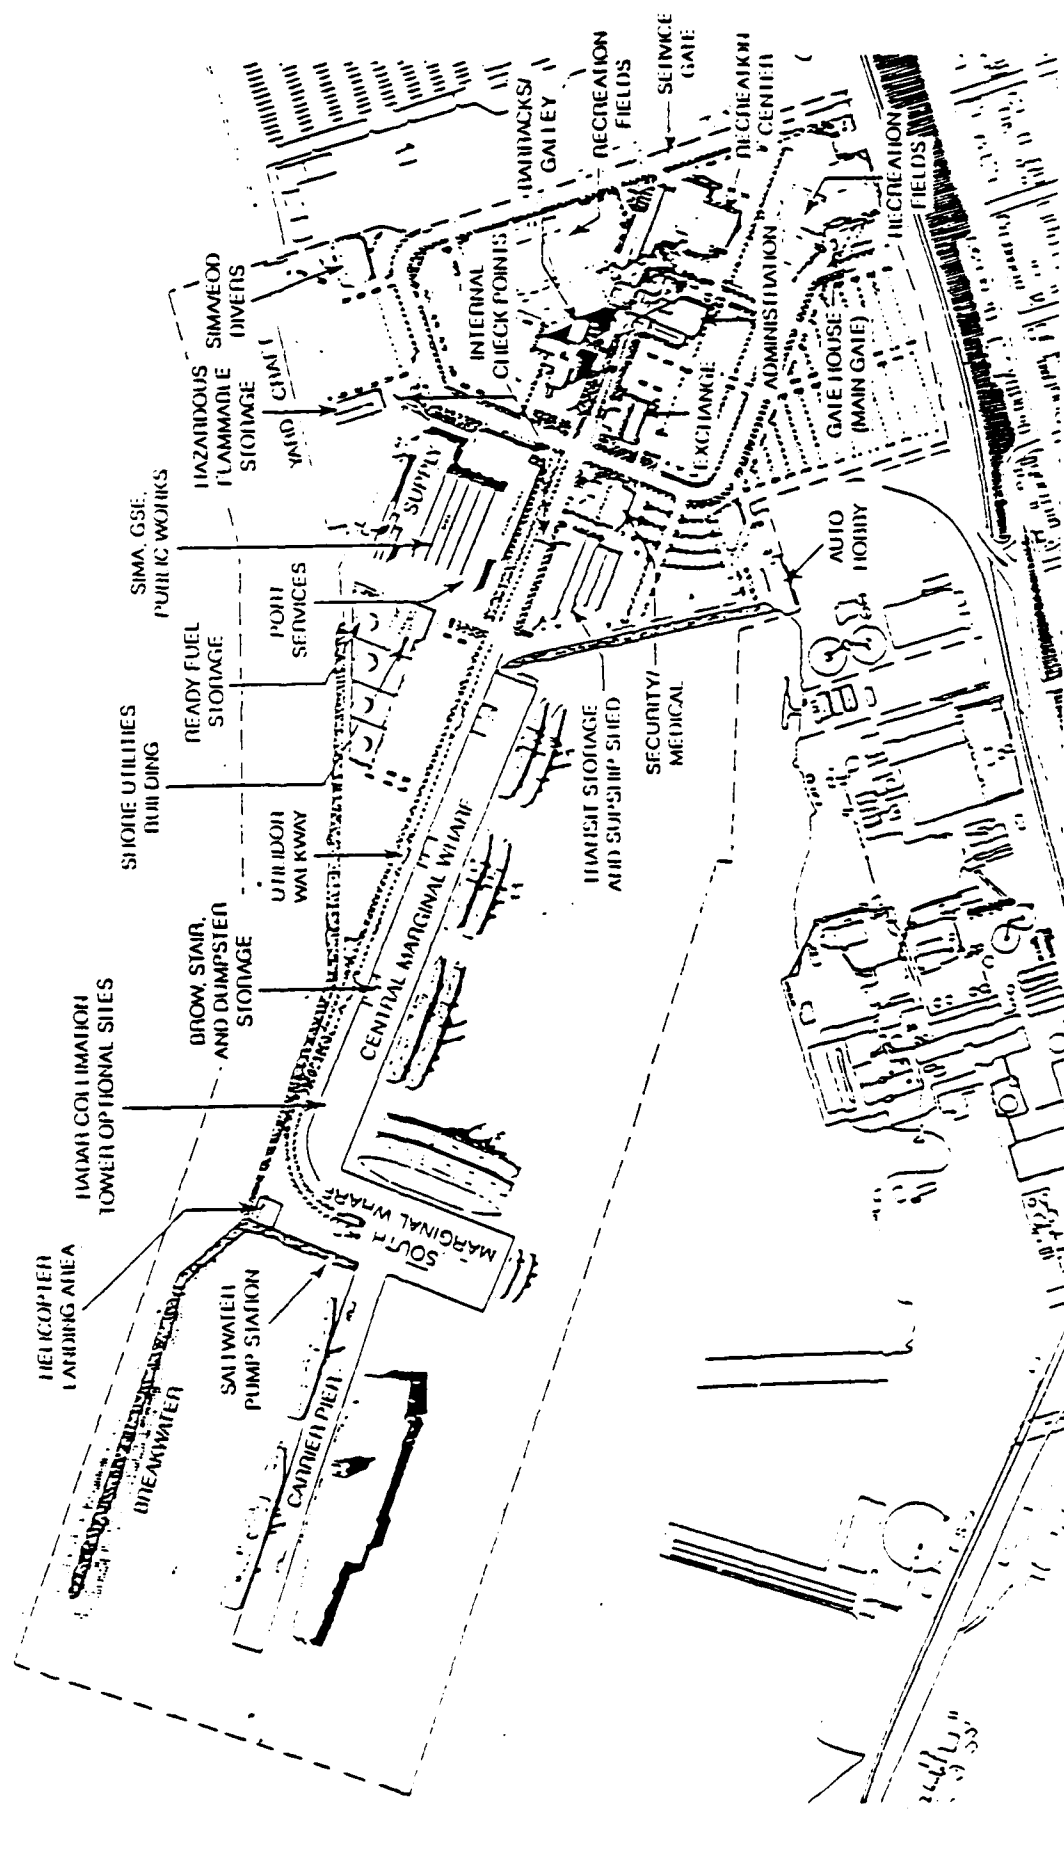 HELICOPTER
LANDING AREA
RADAR COLLIMATION
TOWER OPTIONAL SITES
BROW, STAIR,
AND DUMPSTER
STORAGE
UTILIDOR
WALKWAY
SHORE UTILITIES
BUILDING
READY FUEL
STORAGE
PORT
SERVICES
SIMA, GSE,
PUBLIC WORKS
HAZARDOUS
FLAMMABLE
STORAGE
YARD CRAFT
SIMA/EOD
DIVERS
SUPPLY
INTERNAL
CHECK POINTS
BARRACKS/
GALLEY
RECREATION
FIELDS
SERVICE
GATE
RECREATION
CENTER
BREAKWATER
SALTWATER
PUMP STATION
CARRIER PIER
SOUTH
MARGINAL WHARF
CENTRAL MARGINAL WHARF
TRANSIT STORAGE
AND SUPSHIP SHED
SECURITY/
MEDICAL
EXCHANGE
ADMINISTRATION
GATE HOUSE
(MAIN GATE)
RECREATION
FIELDS
AUTO
HOBBY